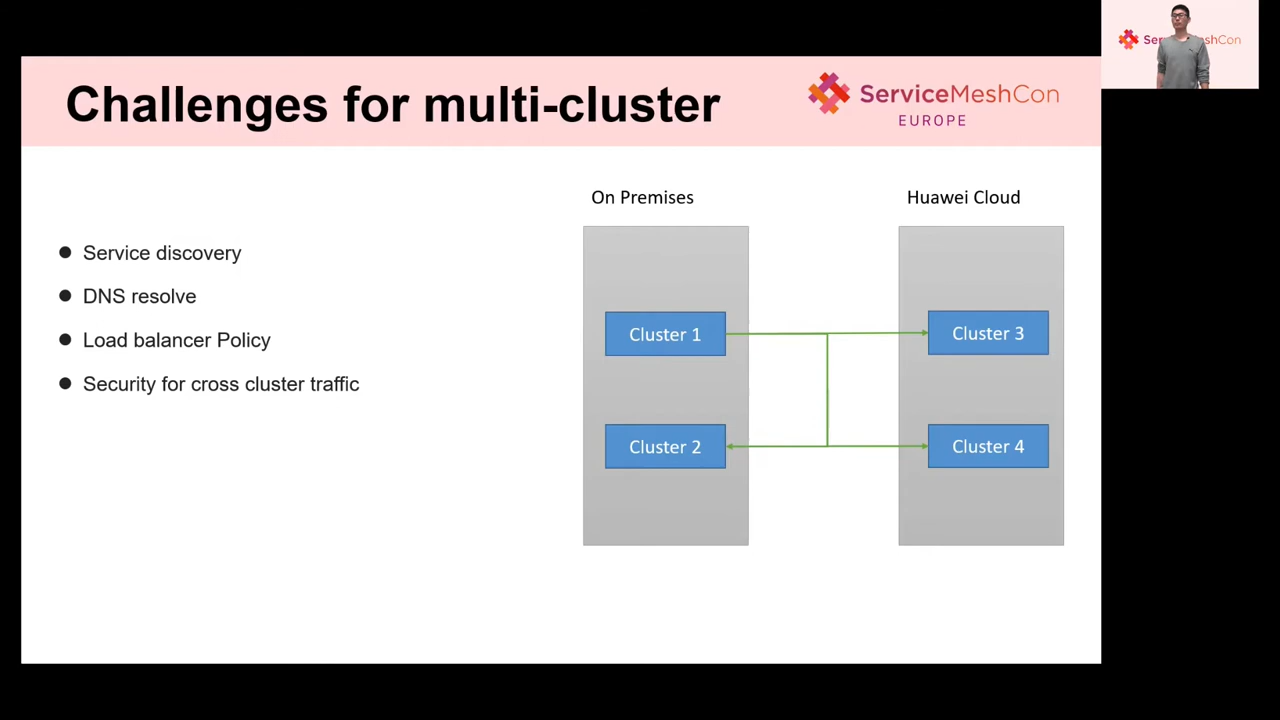 Challenges for multi-cluster
ServiceMeshCon
EUROPE
On Premises
Huawei Cloud
Service discovery
DNS resolve
Load balancer Policy
Security for cross cluster traffic
Cluster 1
Cluster 3
Cluster 2
Cluster 4